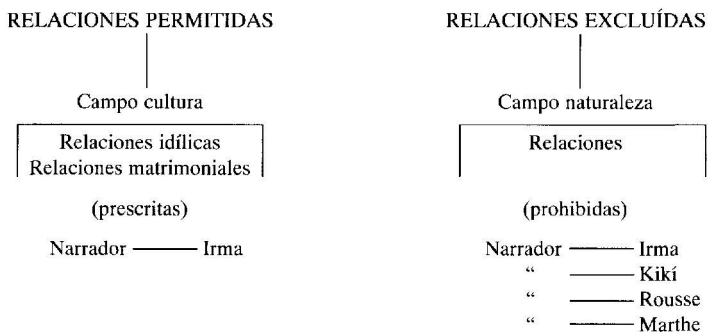 RELACIONES PERMITIDAS
Campo cultura
Relaciones idílicas
Relaciones matrimoniales
(prescritas)
Narrador ——— Irma
RELACIONES EXCLUÍDAS
Campo naturaleza
Relaciones
(prohibidas)
Narrador ——— Irma
“ ——— Kikí
“ ——— Rousse
“ ——— Marthe